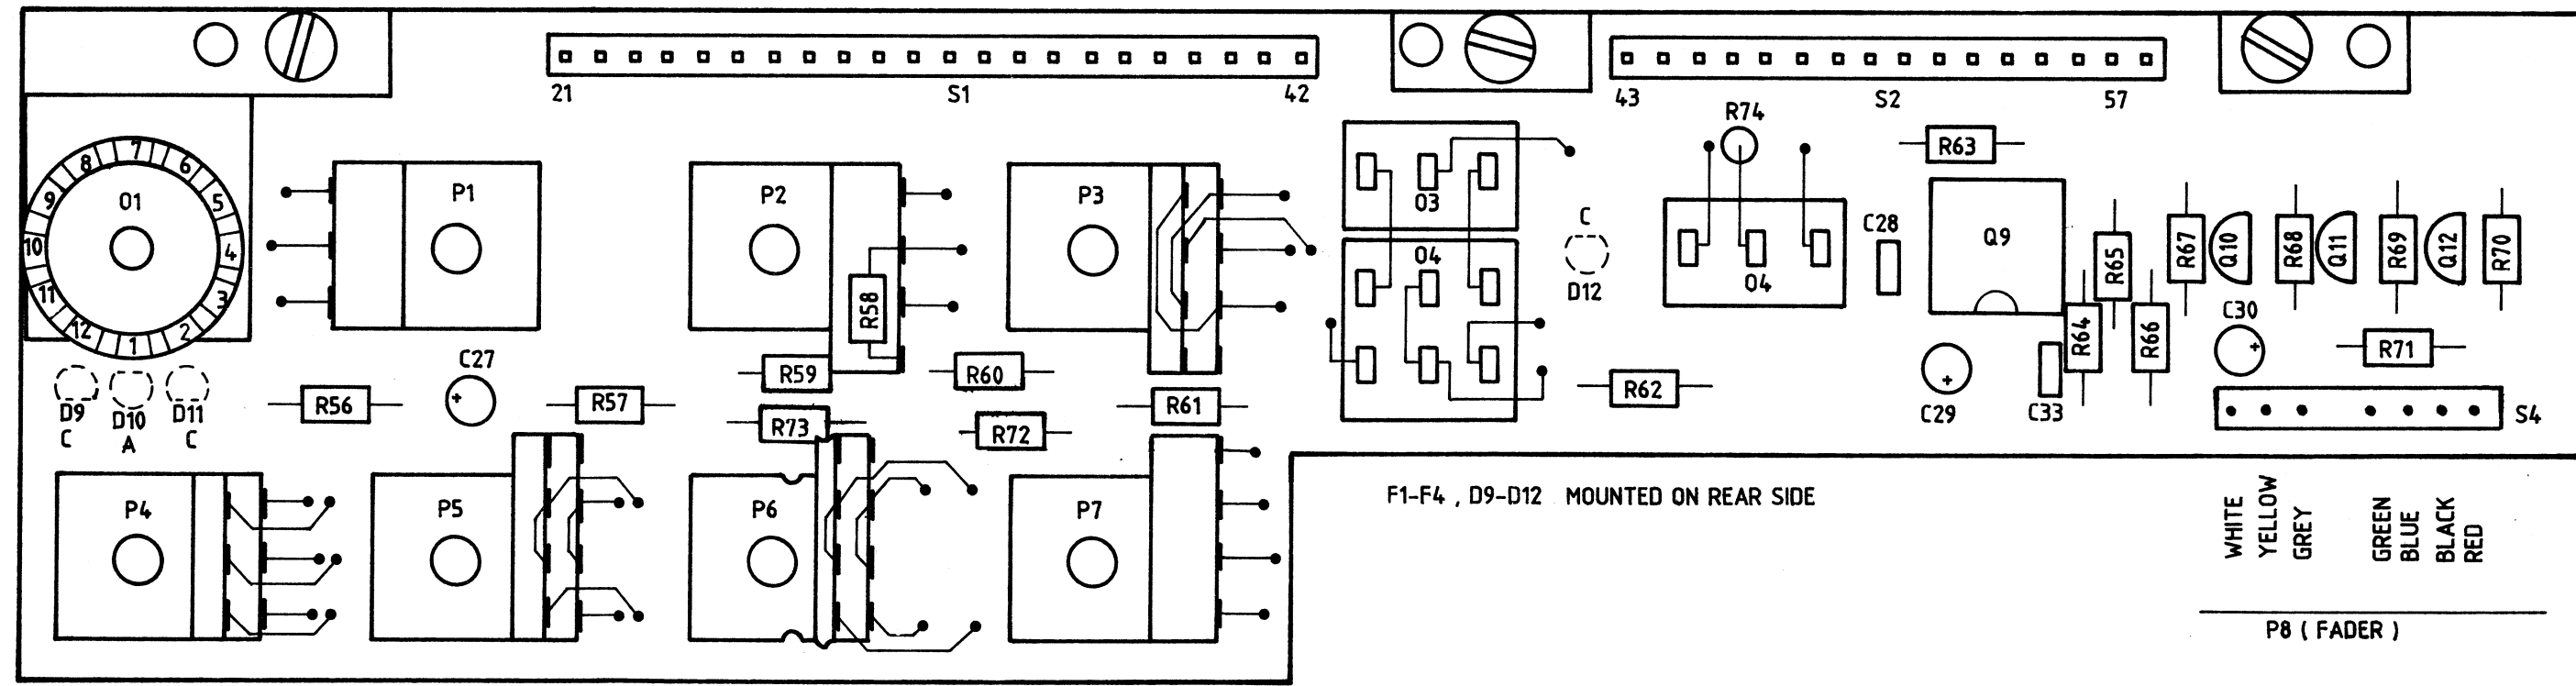 21 S1 42
43 S2 57
R74
R63
7
8 6
9 5
O1
10 4
11 3
12 2
1
P1
P2
P3
O3
C
D12
O4
O4
C28
Q9
R65
R67
Q10
R68
Q11
R69
Q12
R70
R58
R64
R66
C30
R71
C27
R59
R60
R56
R57
R61
R62
C29
C33
S4
D9
C
D10
A
D11
C
R73
R72
P4
P5
P6
P7
F1-F4 , D9-D12 MOUNTED ON REAR SIDE
WHITE
YELLOW
GREY
GREEN
BLUE
BLACK
RED
P8 ( FADER )